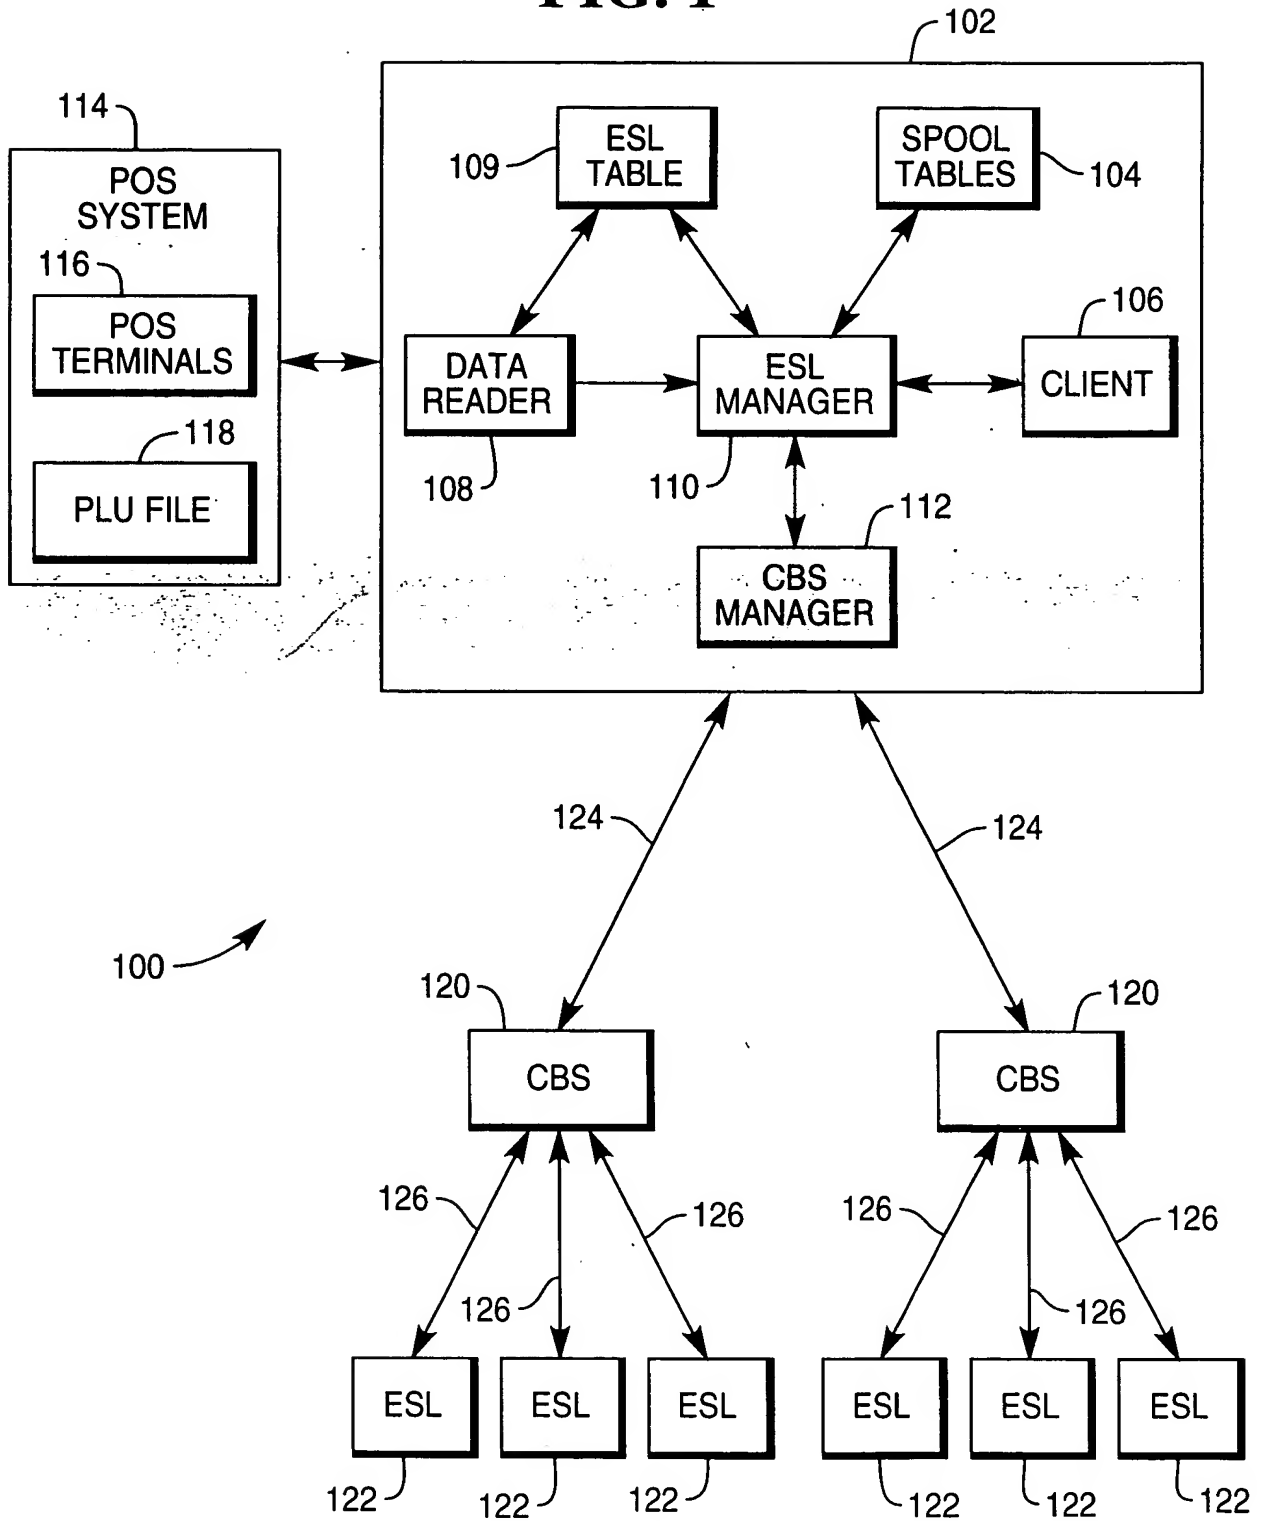 FIG. 1
102
114
POS
SYSTEM
116
POS
TERMINALS
118
PLU FILE
ESL
TABLE
109
SPOOL
TABLES
104
106
DATA
READER
108
ESL
MANAGER
110
CLIENT
112
CBS
MANAGER
124
124
100
120
CBS
120
CBS
126
126
126
126
126
126
ESL
ESL
ESL
ESL
ESL
ESL
122
122
122
122
122
122